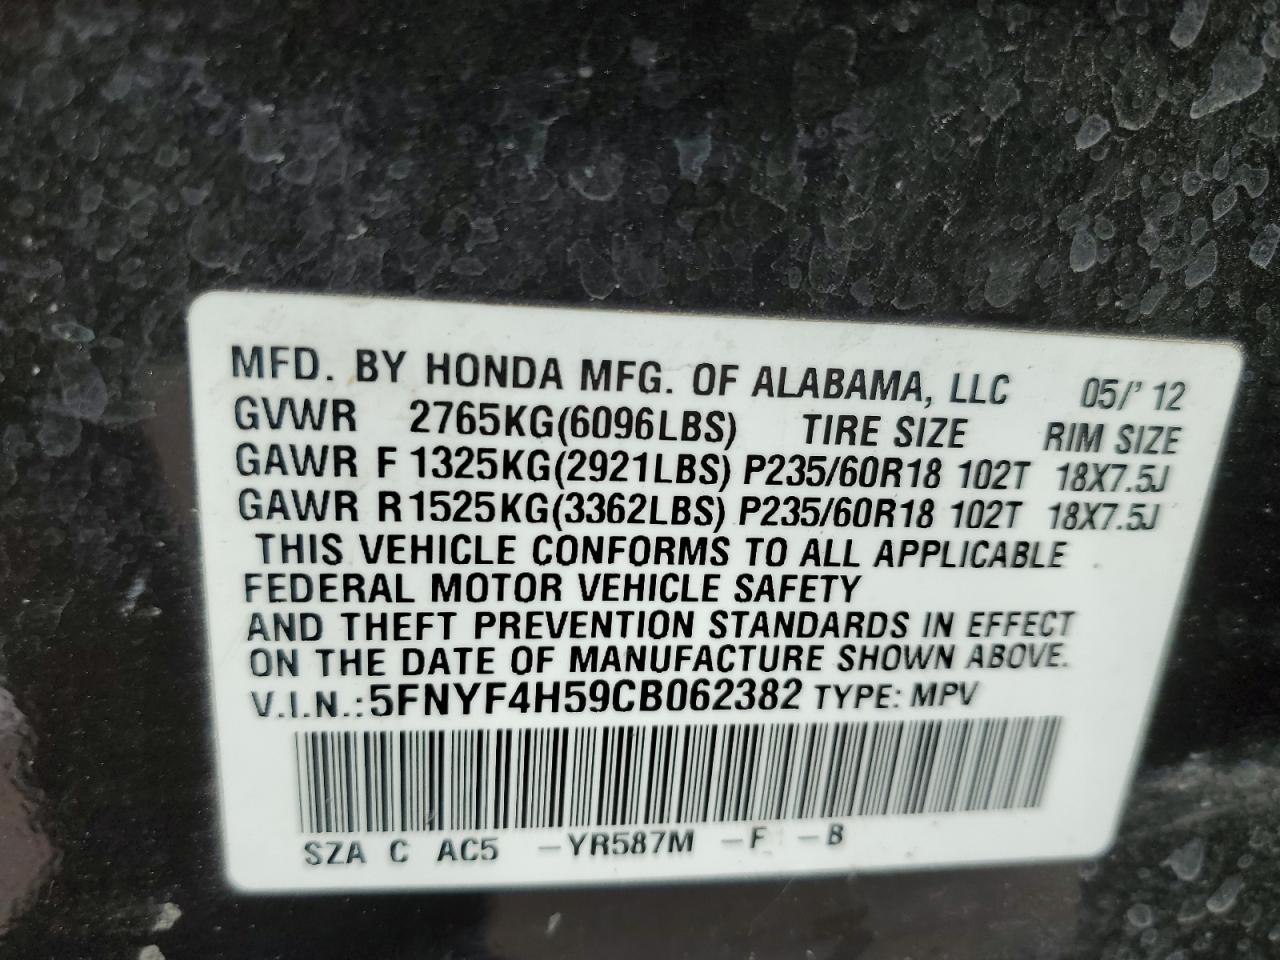 MFD. BY HONDA MFG. OF ALABAMA, LLC 05/'12
GVWR 2765KG(6096LBS) TIRE SIZE RIM SIZE
GAWR F 1325KG(2921LBS) P235/60R18 102T 18X7.5J
GAWR R 1525KG(3362LBS) P235/60R18 102T 18X7.5J
THIS VEHICLE CONFORMS TO ALL APPLICABLE
FEDERAL MOTOR VEHICLE SAFETY
AND THEFT PREVENTION STANDARDS IN EFFECT
ON THE DATE OF MANUFACTURE SHOWN ABOVE.
V.I.N.:5FNYF4H59CB062382 TYPE: MPV
SZA C AC5 -YR587M -F -B